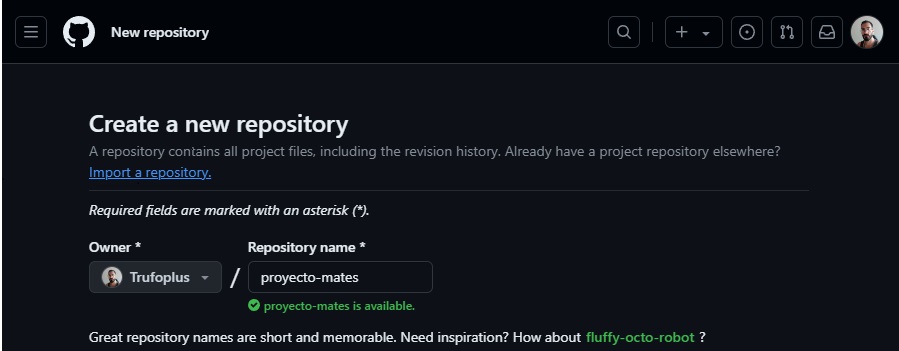 New repository
Create a new repository
A repository contains all project files, including the revision history. Already have a project repository elsewhere?
Import a repository.
Required fields are marked with an asterisk (*).
Owner * Repository name *
Trufoplus / proyecto-mates
proyecto-mates is available.
Great repository names are short and memorable. Need inspiration? How about fluffy-octo-robot ?